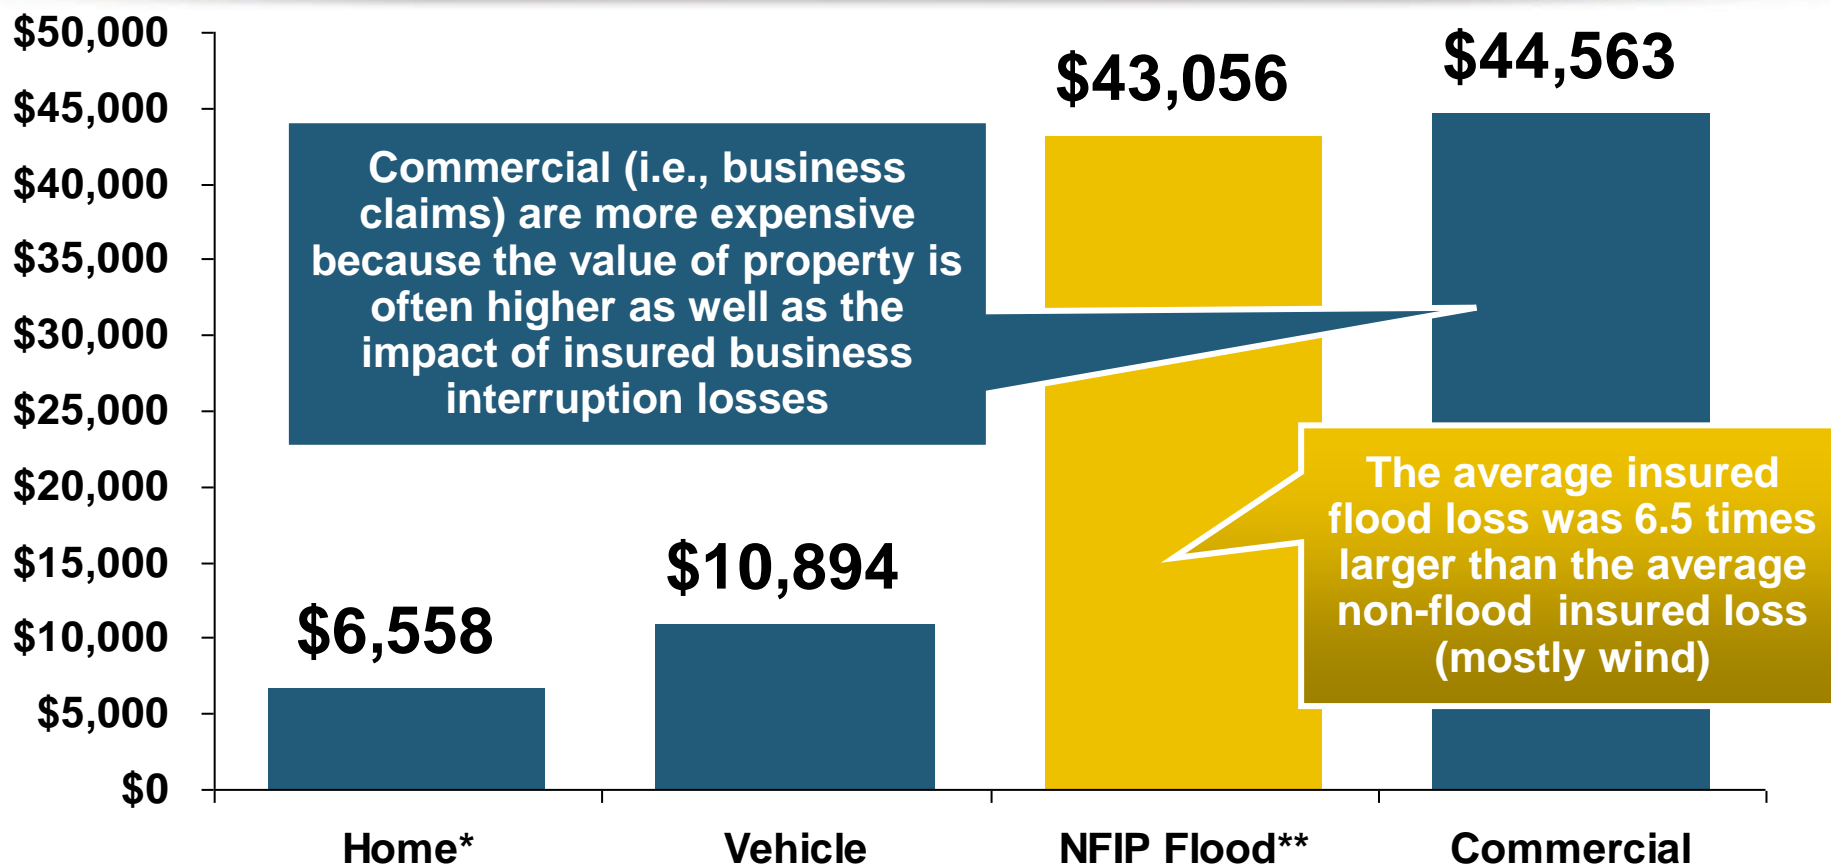 $50,000
$45,000
$40,000
$35,000
$30,000
$25,000
$20,000
$15,000
$10,000
$5,000
$0
$6,558
$10,894
$43,056
$44,563
Commercial (i.e., business
claims) are more expensive
because the value of property is
often higher as well as the
impact of insured business
interruption losses
The average insured
flood loss was 6.5 times
larger than the average
non-flood  insured loss
(mostly wind)
Home*
Vehicle
NFIP Flood**
Commercial